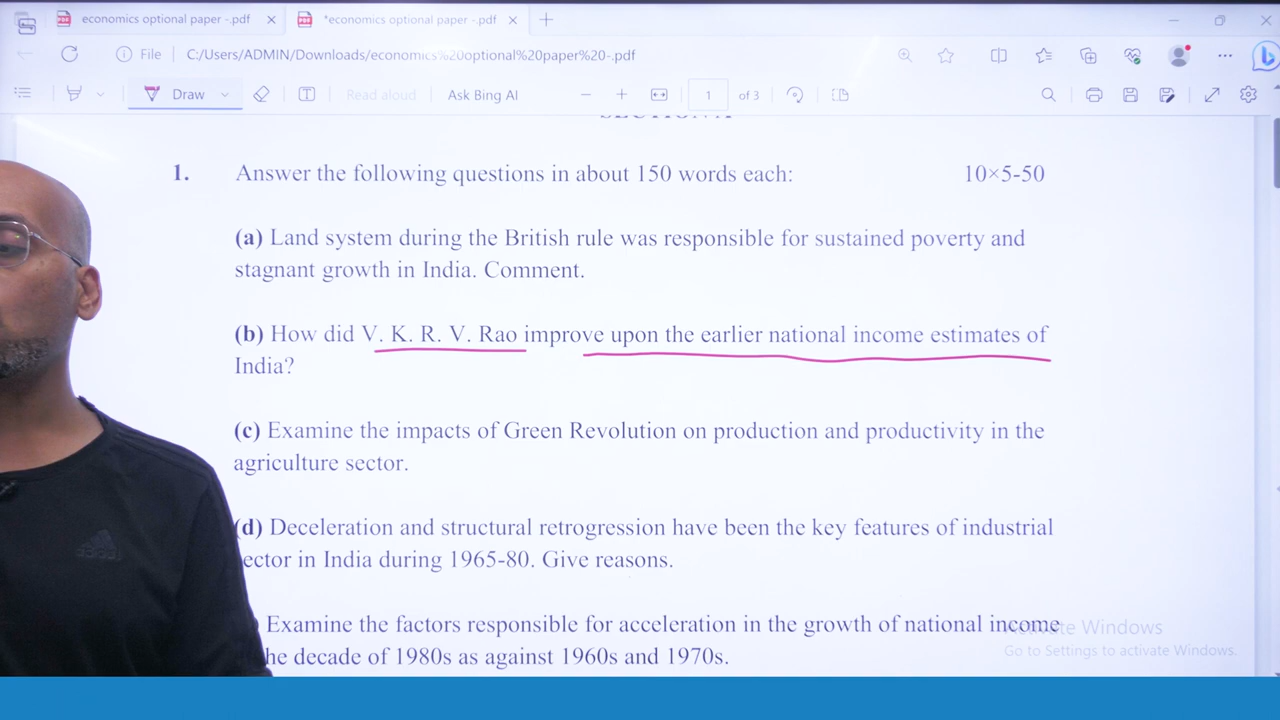 economics optional paper -.pdf
*economics optional paper -.pdf
File C:/Users/ADMIN/Downloads/economics%20optional%20paper%20-.pdf
Draw Read aloud Ask Bing AI 1 of 3
1. Answer the following questions in about 150 words each: 10×5-50
(a) Land system during the British rule was responsible for sustained poverty and
stagnant growth in India. Comment.
(b) How did V. K. R. V. Rao improve upon the earlier national income estimates of
India?
(c) Examine the impacts of Green Revolution on production and productivity in the
agriculture sector.
(d) Deceleration and structural retrogression have been the key features of industrial
ector in India during 1965-80. Give reasons.
Examine the factors responsible for acceleration in the growth of national income
he decade of 1980s as against 1960s and 1970s.
Activate Windows
Go to Settings to activate Windows.
adidas